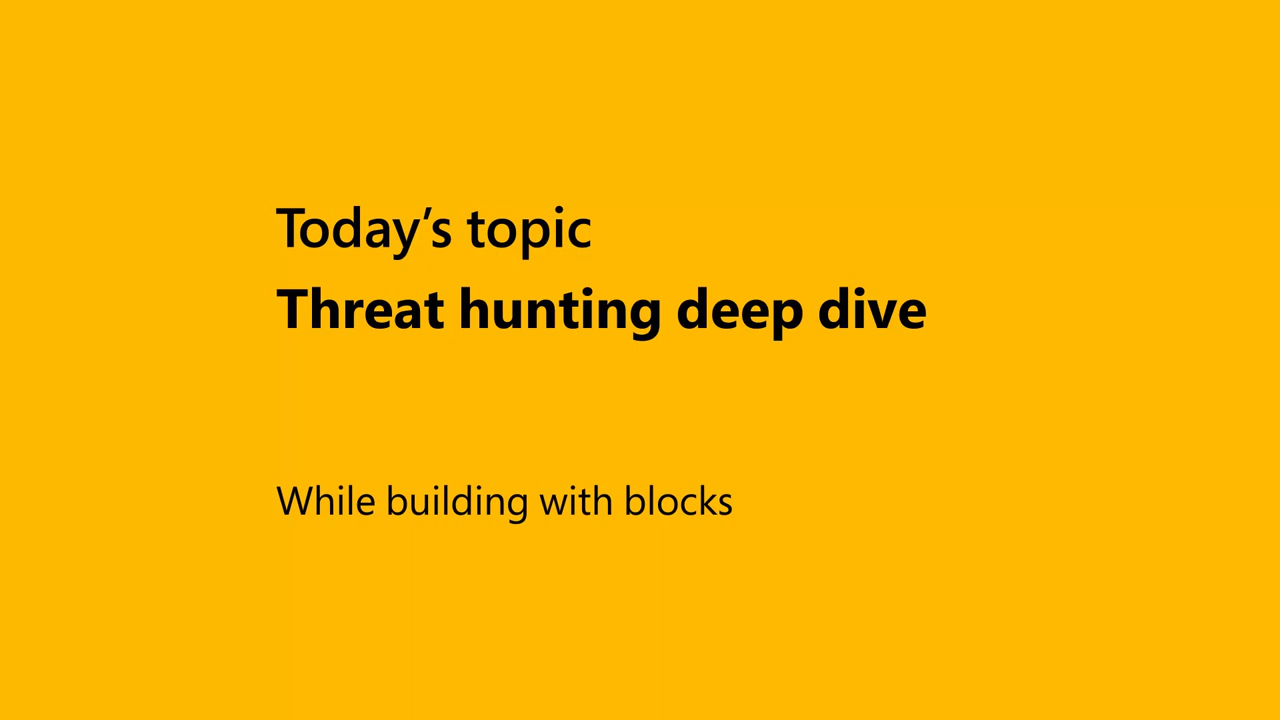 Today’s topic
Threat hunting deep dive
While building with blocks